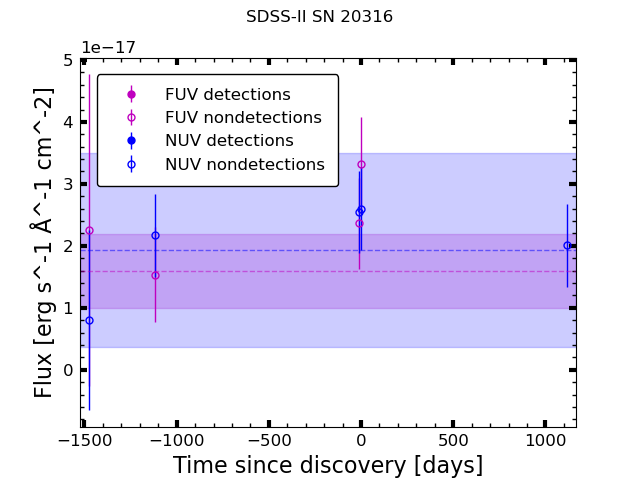 SDSS-II SN 20316
1e−17
5
4
3
2
1
0
FUV detections
FUV nondetections
NUV detections
NUV nondetections
Flux [erg s^-1 Å^-1 cm^-2]
−1500 −1000 −500 0 500 1000
Time since discovery [days]